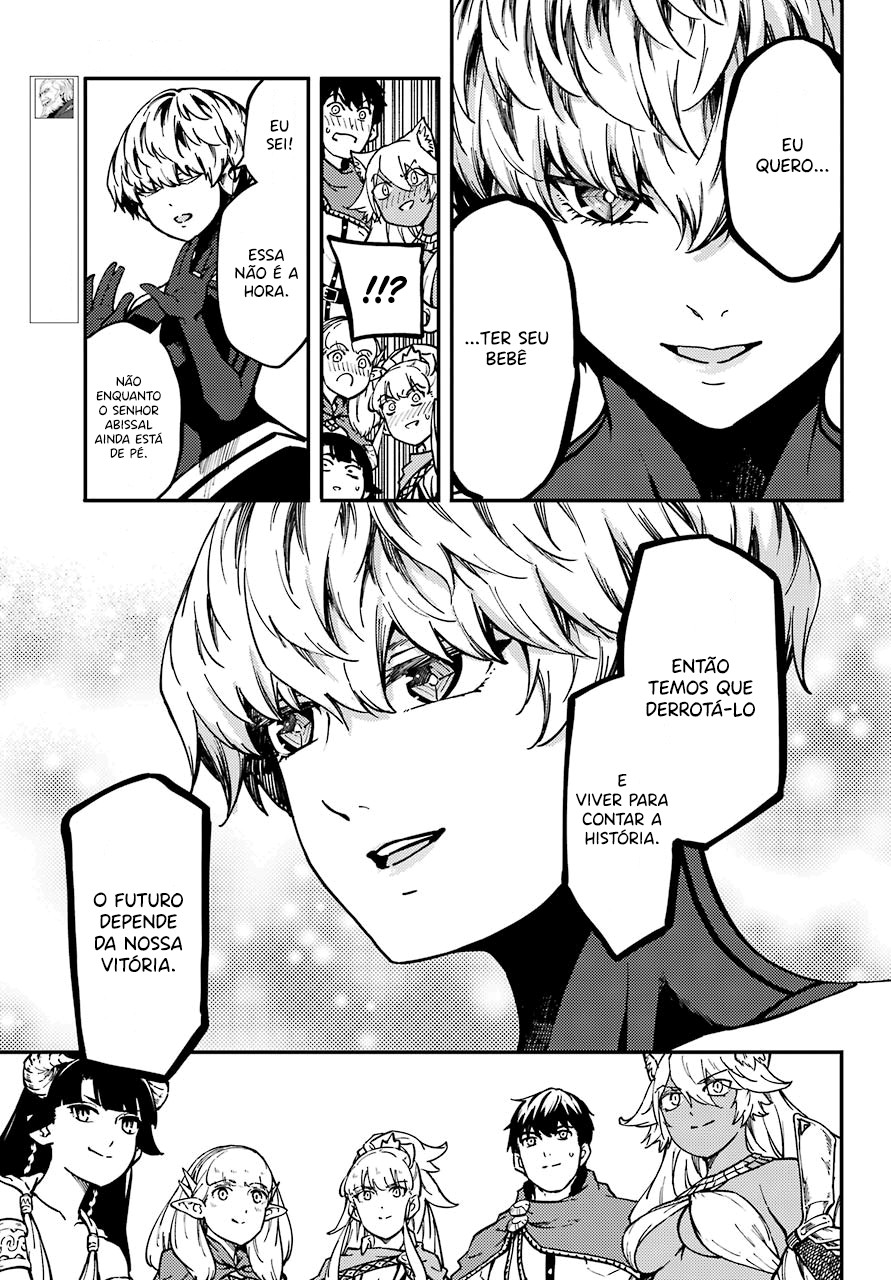 EU
QUERO...
...TER SEU
BEBÊ
!!?
EU
SEI!
ESSA
NÃO É A
HORA.
NÃO
ENQUANTO
O SENHOR
ABISSAL
AINDA ESTÁ
DE PÉ.
ENTÃO
TEMOS QUE
DERROTÁ-LO
E
VIVER PARA
CONTAR A
HISTÓRIA.
O FUTURO
DEPENDE
DA NOSSA
VITÓRIA.